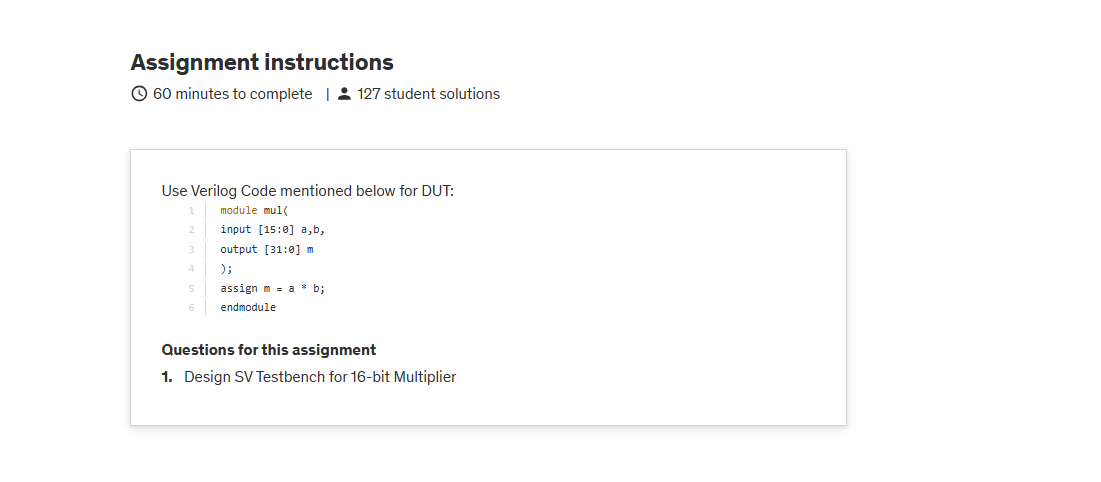 Assignment instructions
60 minutes to complete | 127 student solutions
Use Verilog Code mentioned below for DUT:
1 module mul(
2 input [15:0] a,b,
3 output [31:0] m
4 );
5 assign m = a * b;
6 endmodule
Questions for this assignment
1. Design SV Testbench for 16-bit Multiplier